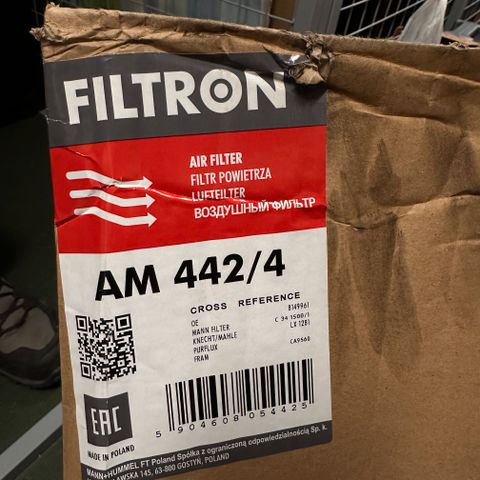 FILTRON
AIR FILTER
FILTR POWIETRZA
LUFTFILTER
ВОЗДУШНЫЙ ФИЛЬТР
AM 442/4
CROSS REFERENCE
OE 8149961
MANN FILTER C 34 1500/1
KNECHT/MAHLE LX 1281
PURFLUX
FRAM CA9560
5 904608 054425
EAC
MADE IN POLAND
MANN+HUMMEL FT Poland Spółka z ograniczoną odpowiedzialnością Sp. k.
145, 63-800 GOSTYŃ, POLAND